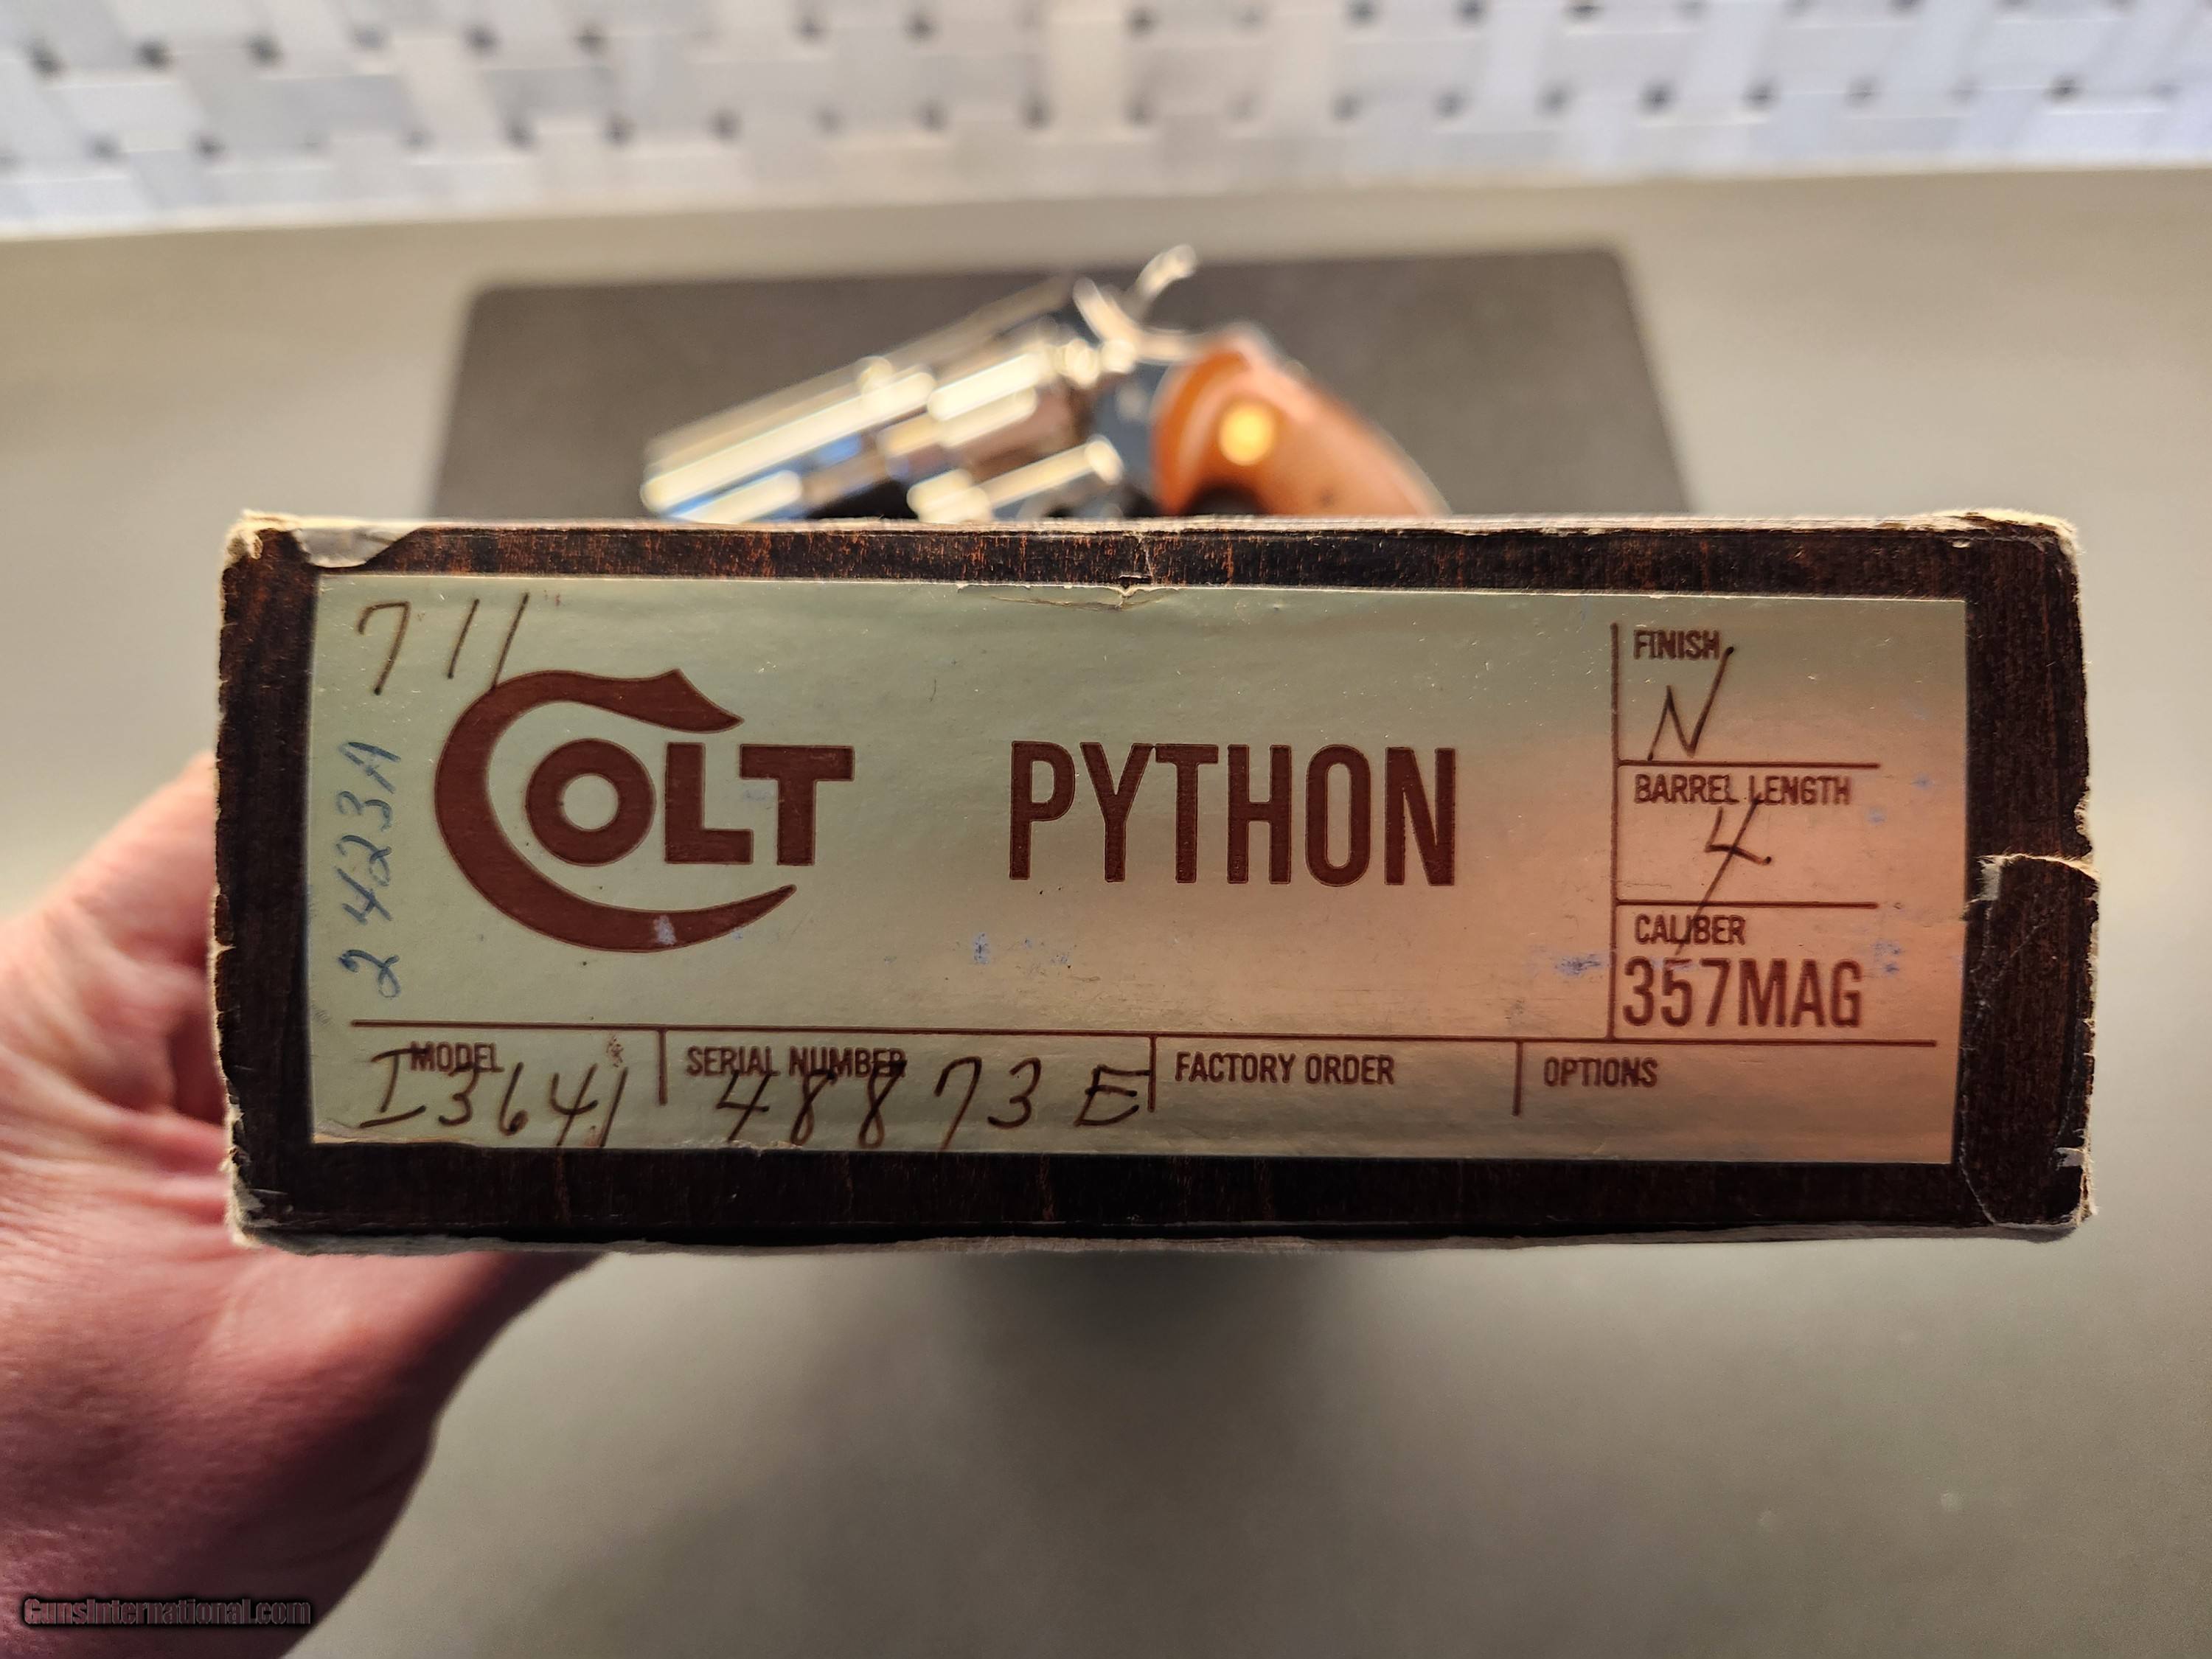 711
2423A
COLT PYTHON
FINISH
N
BARREL LENGTH
4
CALIBER
357MAG
MODEL
I3641
SERIAL NUMBER
48873E
FACTORY ORDER
OPTIONS
GunsInternational.com